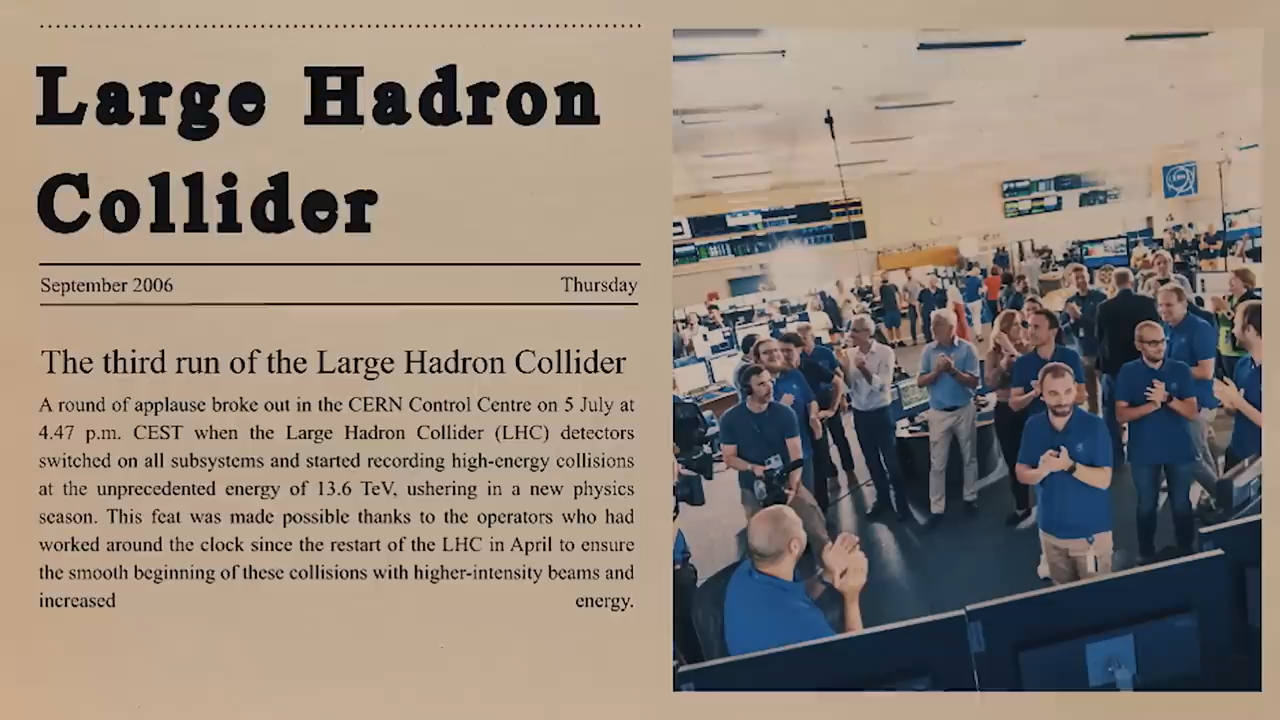 Large Hadron
Collider
September 2006 Thursday
The third run of the Large Hadron Collider
A round of applause broke out in the CERN Control Centre on 5 July at
4.47 p.m. CEST when the Large Hadron Collider (LHC) detectors
switched on all subsystems and started recording high-energy collisions
at the unprecedented energy of 13.6 TeV, ushering in a new physics
season. This feat was made possible thanks to the operators who had
worked around the clock since the restart of the LHC in April to ensure
the smooth beginning of these collisions with higher-intensity beams and
increased energy.
CERN